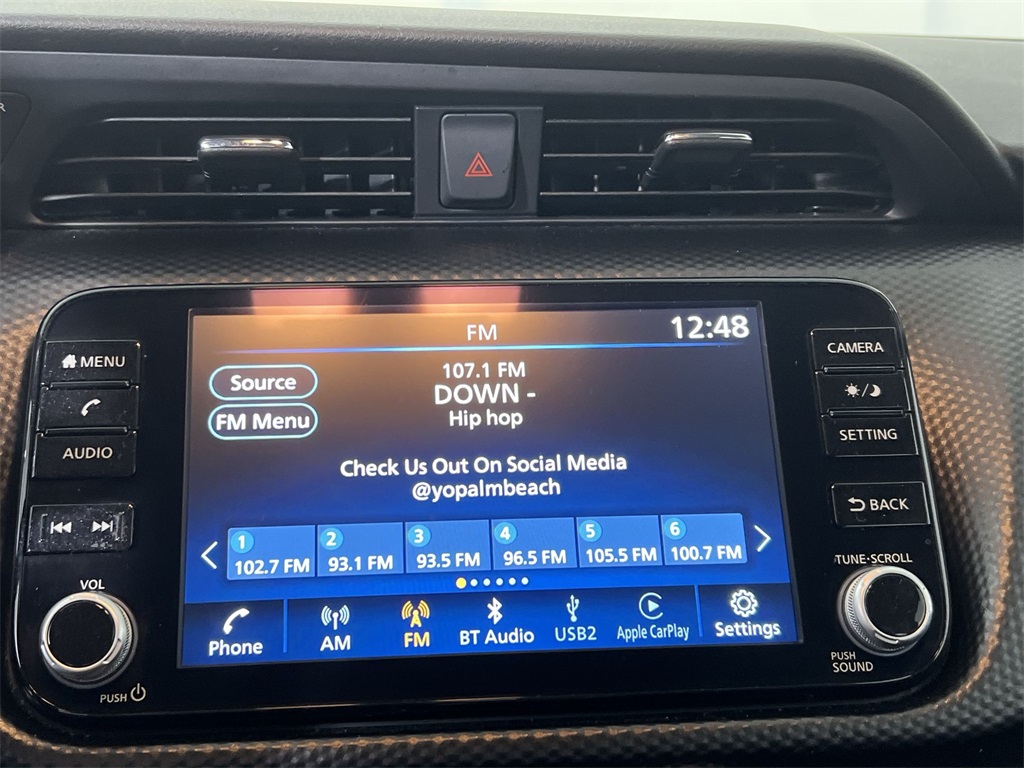 R
FM
12:48
MENU
AUDIO
VOL
PUSH
Source
FM Menu
107.1 FM
DOWN -
Hip hop
Check Us Out On Social Media
@yopalmbeach
1 102.7 FM
2 93.1 FM
3 93.5 FM
4 96.5 FM
5 105.5 FM
6 100.7 FM
Phone
AM
FM
BT Audio
USB2
Apple CarPlay
Settings
CAMERA
SETTING
BACK
TUNE·SCROLL
PUSH
SOUND